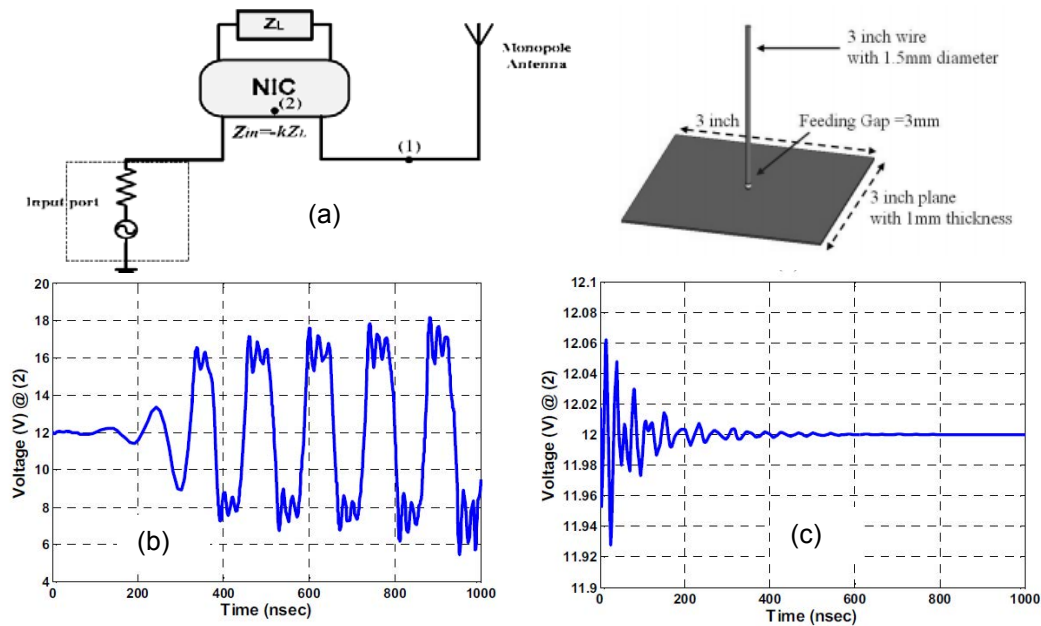 ZL
NIC
(2)
Zin=-kZL
(1)
Monopole
Antenna
Input port
(a)
3 inch wire
with 1.5mm diameter
3 inch
Feeding Gap =3mm
3 inch plane
with 1mm thickness
20
18
16
14
12
10
8
6
4
Voltage (V) @ (2)
(b)
0
200
400
600
800
1000
Time (nsec)
12.1
12.08
12.06
12.04
12.02
12
11.98
11.96
11.94
11.92
11.9
Voltage (V) @ (2)
(c)
0
200
400
600
800
1000
Time (nsec)